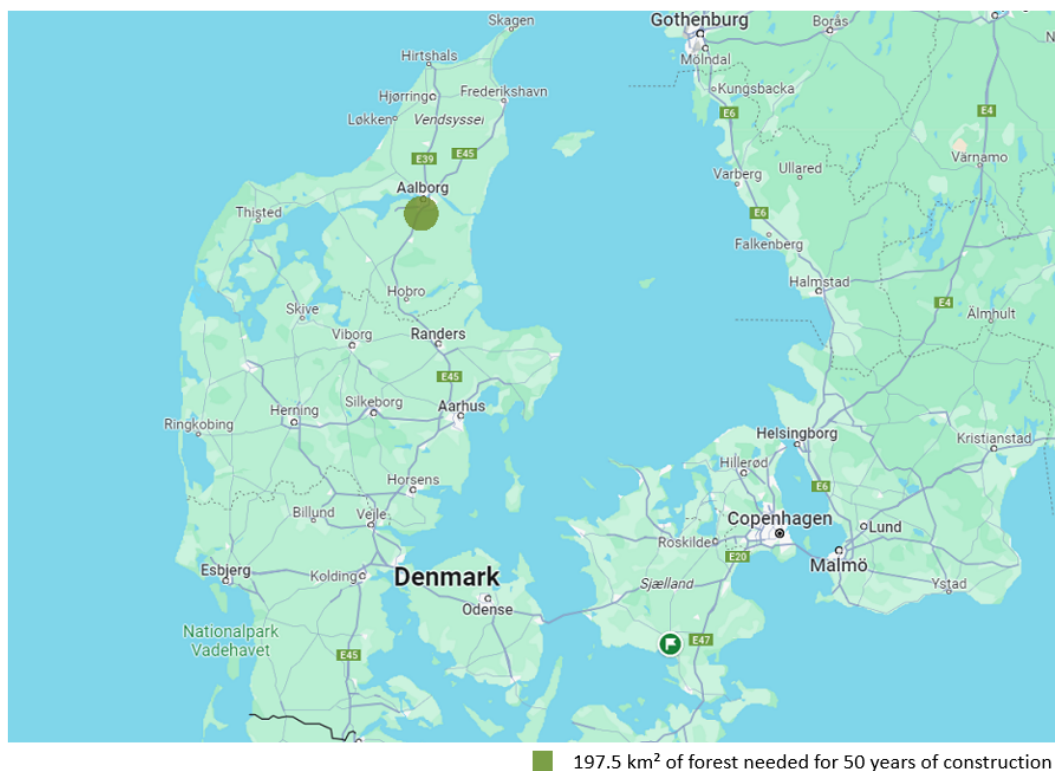 Skagen
Gothenburg
Borås
Hirtshals
Mölndal
Hjørring
Frederikshavn
Kungsbacka
Løkken
Vendsyssel
E6
E4
E39
E45
Ullared
Värnamo
Aalborg
Varberg
Thisted
E6
Falkenberg
Hobro
Halmstad
E4
Skive
Älmhult
Viborg
Randers
E45
Silkeborg
Aarhus
Herning
Ringkobing
Helsingborg
Kristianstad
Hillerød
Horsens
E6
Billund
Vejle
Copenhagen
Lund
Roskilde
E20
Malmö
Esbjerg
Kolding
Denmark
Sjælland
Ystad
Odense
Nationalpark
Vadehavet
E47
E45
197.5 km² of forest needed for 50 years of construction